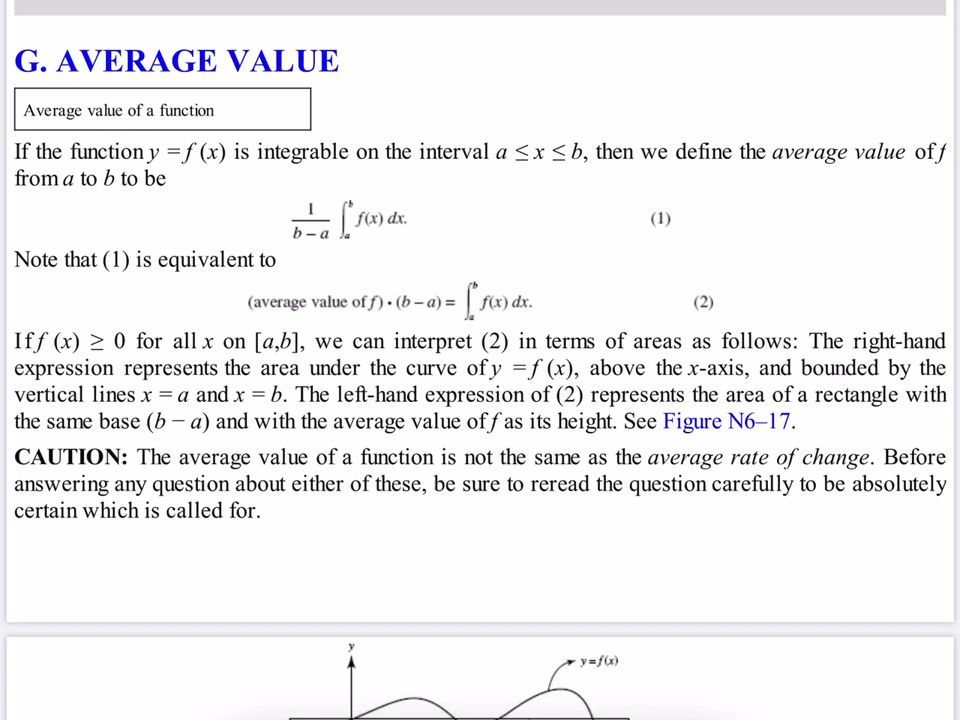 G. AVERAGE VALUE
Average value of a function
If the function y = f (x) is integrable on the interval a ≤ x ≤ b, then we define the average value of f
from a to b to be
\frac{1}{b – a} \int_a^b f(x) dx. (1)
Note that (1) is equivalent to
(average value of f) • (b – a) = \int_a^b f(x) dx. (2)
If f (x) ≥ 0 for all x on [a,b], we can interpret (2) in terms of areas as follows: The right-hand
expression represents the area under the curve of y = f (x), above the x-axis, and bounded by the
vertical lines x = a and x = b. The left-hand expression of (2) represents the area of a rectangle with
the same base (b − a) and with the average value of f as its height. See Figure N6–17.
CAUTION: The average value of a function is not the same as the average rate of change. Before
answering any question about either of these, be sure to reread the question carefully to be absolutely
certain which is called for.
y
y = f(x)